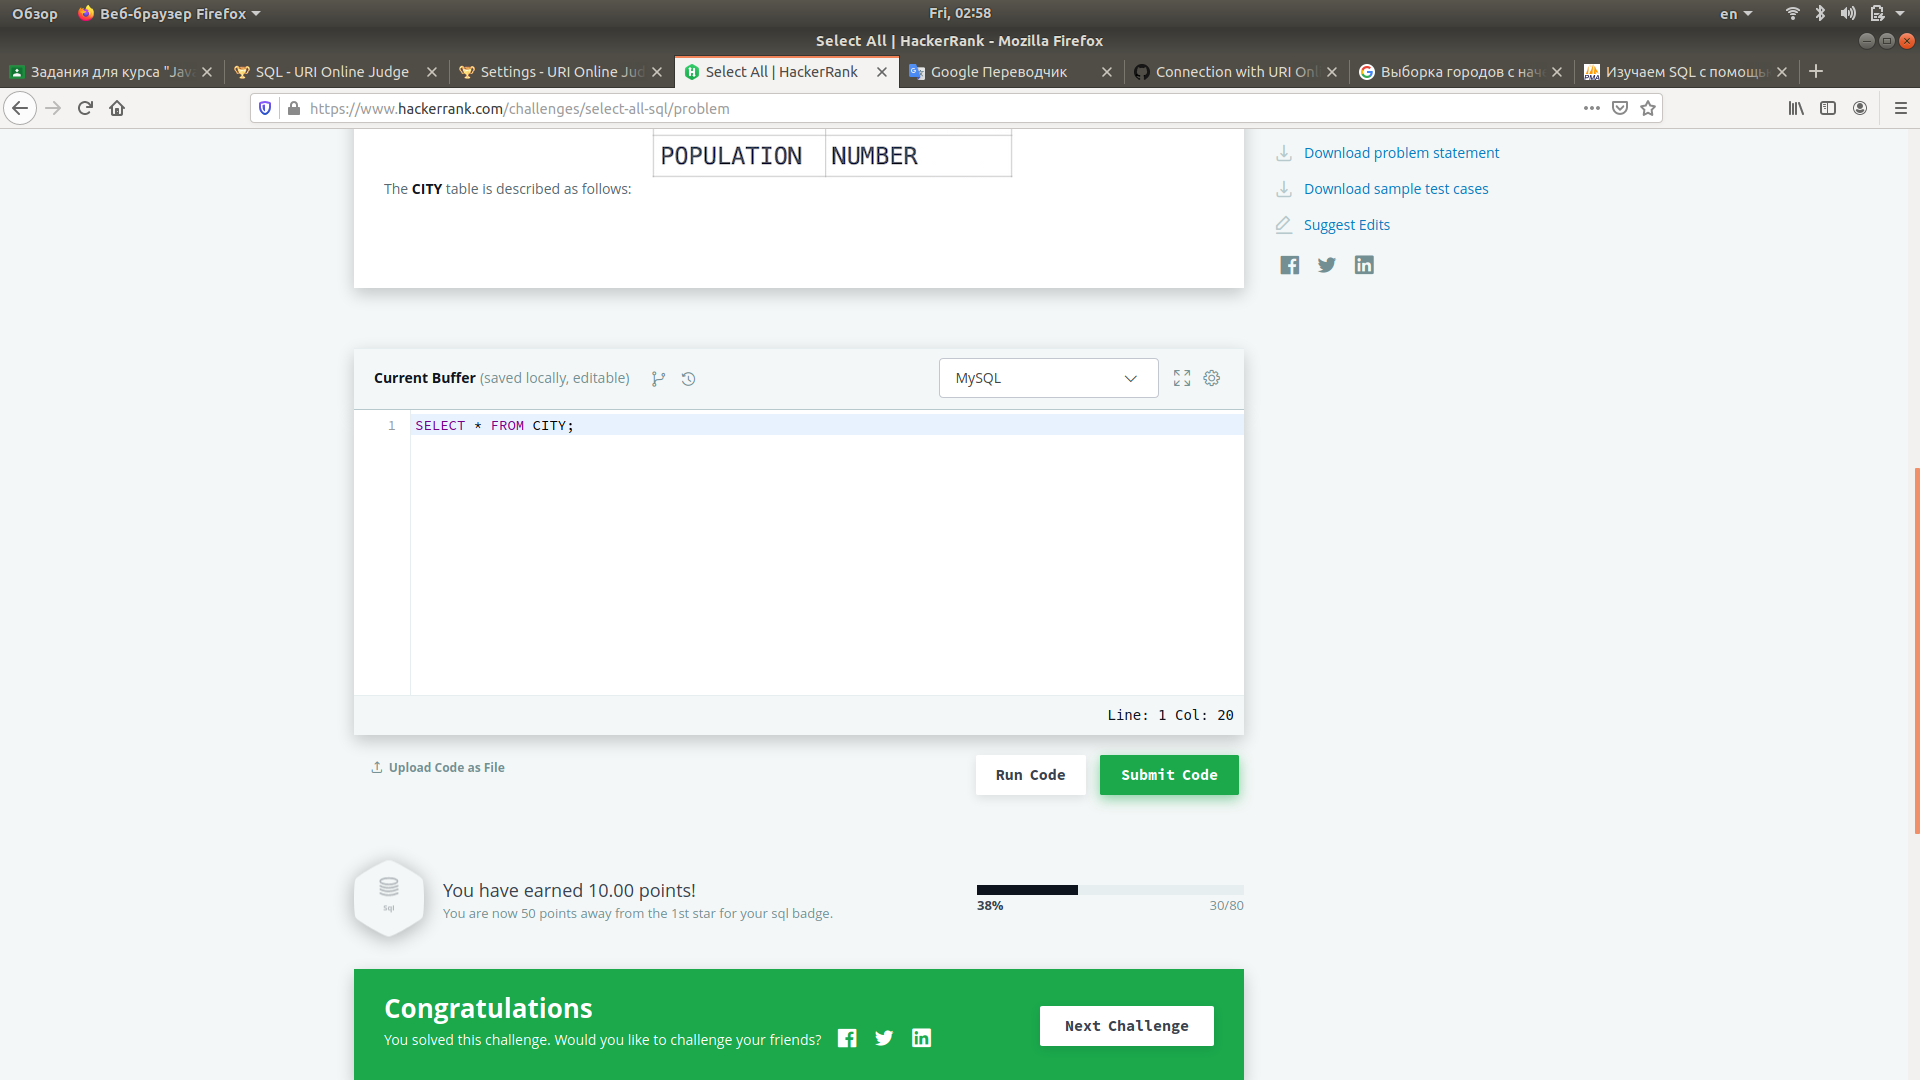 Обзор Веб-браузер Firefox Fri, 02:58 en
Select All | HackerRank - Mozilla Firefox
Задания для курса "Java SQL - URI Online Judge Settings - URI Online Jud Select All | HackerRank Google Переводчик Connection with URI Onl Выборка городов с нач Изучаем SQL с помощь
https://www.hackerrank.com/challenges/select-all-sql/problem
POPULATION NUMBER
The CITY table is described as follows:
Download problem statement
Download sample test cases
Suggest Edits
Current Buffer (saved locally, editable) MySQL
1 SELECT * FROM CITY;
Line: 1 Col: 20
Upload Code as File Run Code Submit Code
Sql
You have earned 10.00 points!
You are now 50 points away from the 1st star for your sql badge.
38% 30/80
Congratulations
You solved this challenge. Would you like to challenge your friends?
Next Challenge